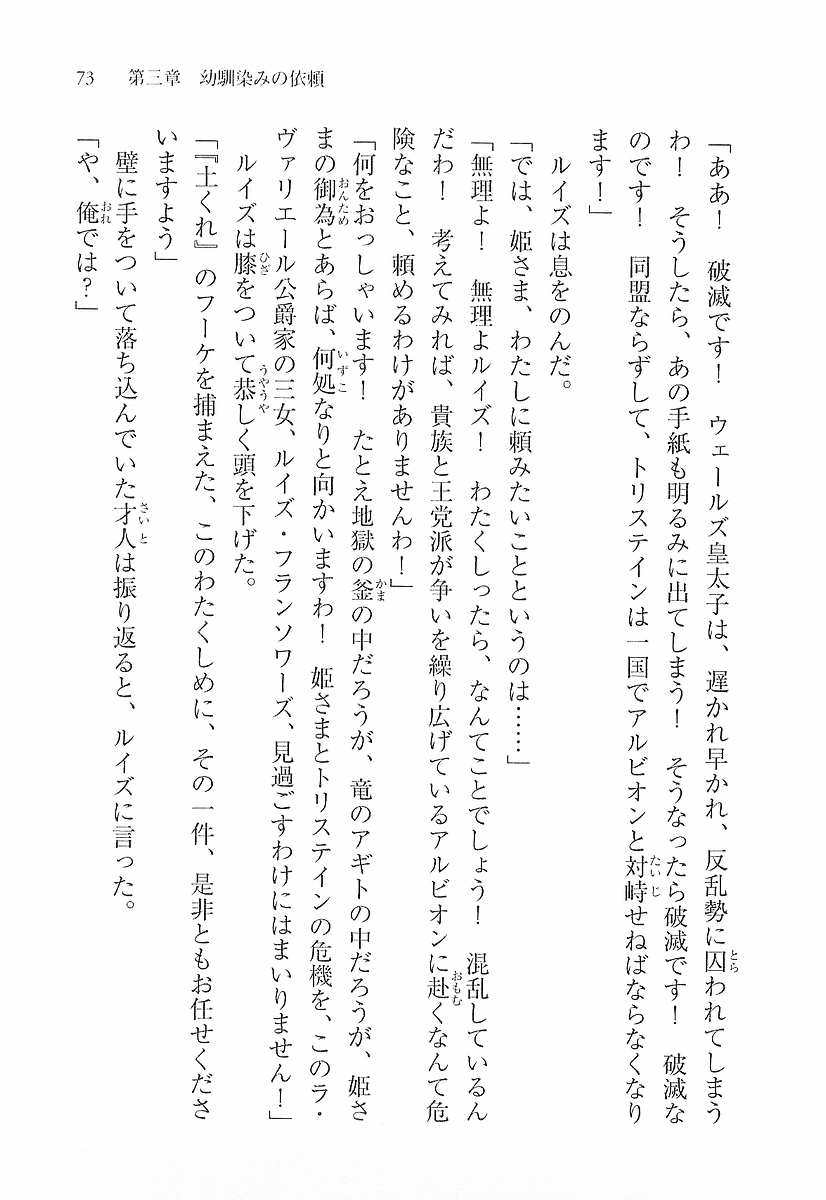 73　第三章　幼馴染みの依頼
「ああ！　破滅です！　ウェールズ皇太子は、遅かれ早かれ、反乱勢に囚われてしまう
わ！　そうしたら、あの手紙も明るみに出てしまう！　そうなったら破滅です！　破滅な
のです！　同盟ならずして、トリステインは一国でアルビオンと対峙せねばならなくなり
ます！」
　ルイズは息をのんだ。
「では、姫さま、わたしに頼みたいことというのは……」
「無理よ！　無理よルイズ！　わたくしったら、なんてことでしょう！　混乱しているん
だわ！　考えてみれば、貴族と王党派が争いを繰り広げているアルビオンに赴くなんて危
険なこと、頼めるわけがありませんわ！」
「何をおっしゃいます！　たとえ地獄の釜の中だろうが、竜のアギトの中だろうが、姫さ
まの御為とあらば、何処なりと向かいますわ！　姫さまとトリステインの危機を、このラ・
ヴァリエール公爵家の三女、ルイズ・フランソワーズ、見過ごすわけにはまいりません！」
　ルイズは膝をついて恭しく頭を下げた。
「『土くれ』のフーケを捕まえた、このわたくしめに、その一件、是非ともお任せくださ
いますよう」
　壁に手をついて落ち込んでいた才人は振り返ると、ルイズに言った。
「や、俺では？」